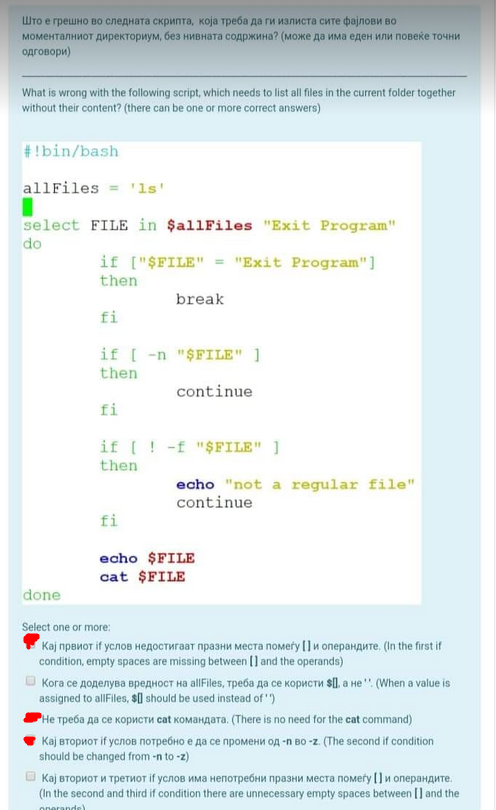 Што е грешно во следната скрипта, која треба да ги излиста сите фајлови во
моменталниот директориум, без нивната содржина? (може да има еден или повеќе точни
одговори)
What is wrong with the following script, which needs to list all files in the current folder together
without their content? (there can be one or more correct answers)
#!bin/bash
allFiles = 'ls'
select FILE in $allFiles "Exit Program"
do
if ["$FILE" = "Exit Program"]
then
break
fi
if [ -n "$FILE" ]
then
continue
fi
if [ ! -f "$FILE" ]
then
echo "not a regular file"
continue
fi
echo $FILE
cat $FILE
done
Select one or more:
Кај првиот if услов недостигаат празни места помеѓу [ ] и операндите. (In the first if
condition, empty spaces are missing between [ ] and the operands)
Кога се доделува вредност на allFiles, треба да се користи $[], а не ' '. (When a value is
assigned to allFiles, $[] should be used instead of ' ')
Не треба да се користи cat командата. (There is no need for the cat command)
Кај вториот if услов потребно е да се промени од -n во -z. (The second if condition
should be changed from -n to -z)
Кај вториот и третиот if услов има непотребни празни места помеѓу [ ] и операндите.
(In the second and third if condition there are unnecessary empty spaces between [ ] and the
operands)